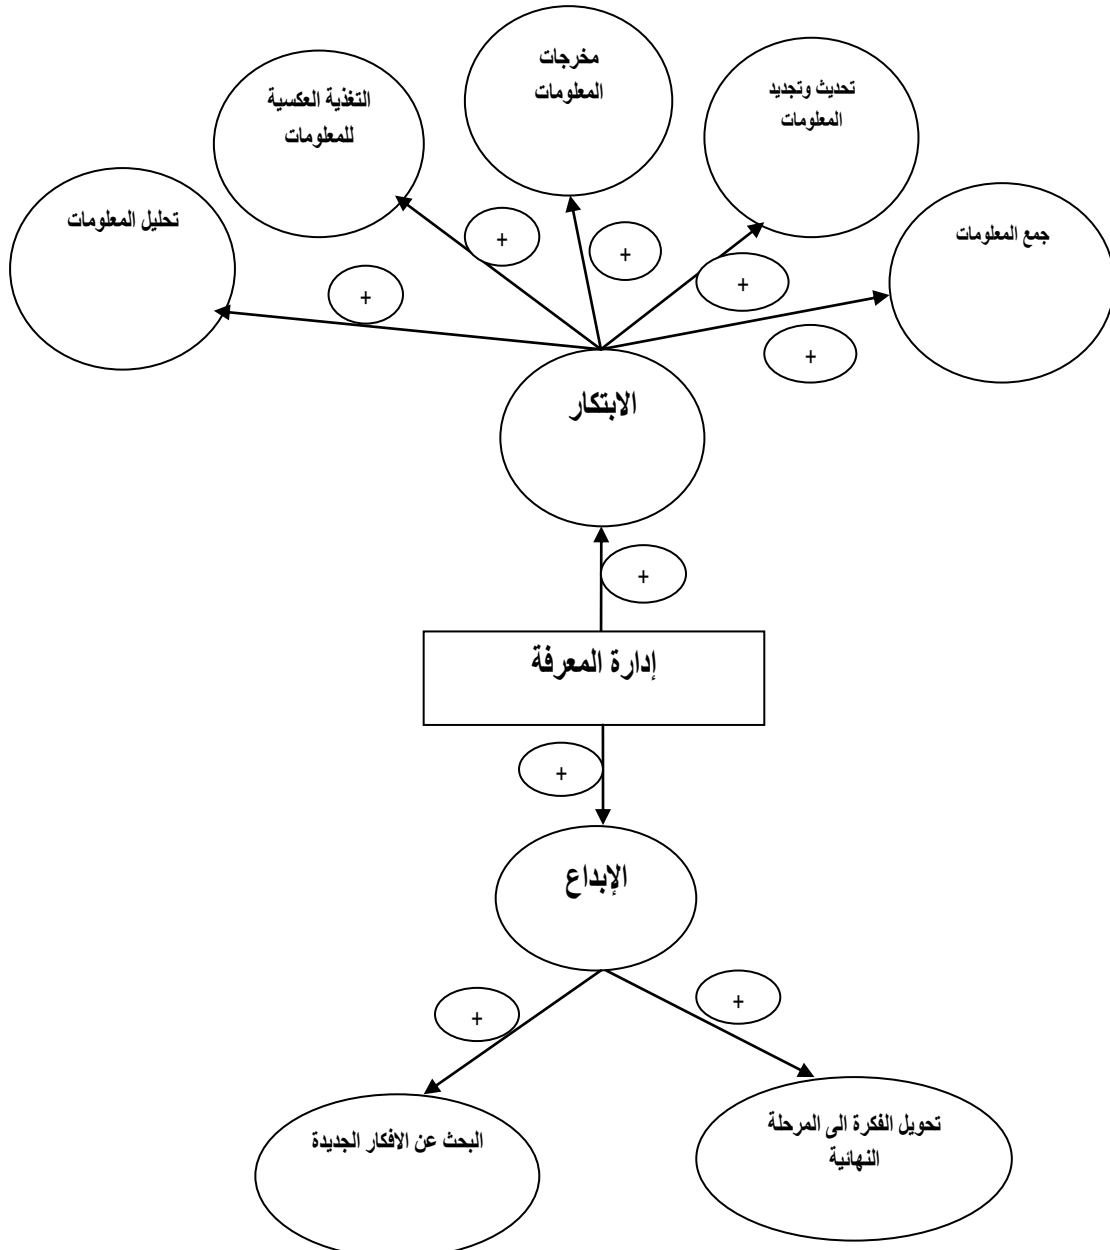 مخرجات
المعلومات
تحديث وتجديد
المعلومات
التغذية العكسية
للمعلومات
جمع المعلومات
تحليل المعلومات
+
+
+
+
+
الابتكار
+
إدارة المعرفة
+
الإبداع
+
+
تحويل الفكرة الى المرحلة
النهائية
البحث عن الافكار الجديدة